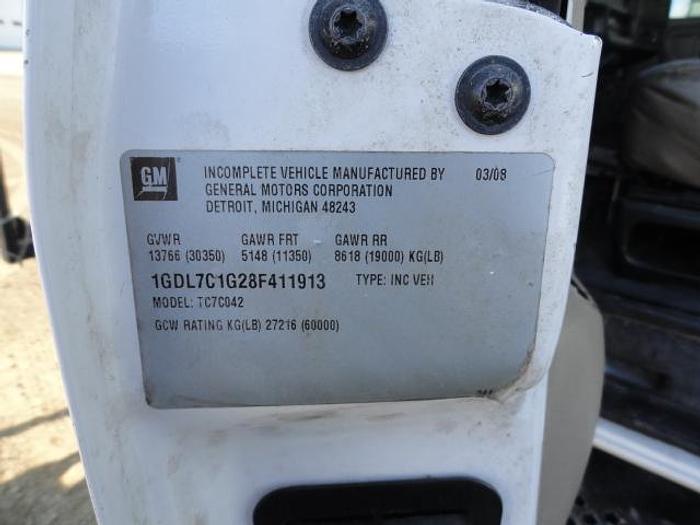 GM INCOMPLETE VEHICLE MANUFACTURED BY 03/08
GENERAL MOTORS CORPORATION
DETROIT, MICHIGAN 48243
GVWR GAWR FRT GAWR RR
13766 (30350) 5148 (11350) 8618 (19000) KG(LB)
1GDL7C1G28F411913 TYPE: INC VEH
MODEL: TC7C042
GCW RATING KG(LB) 27216 (60000)